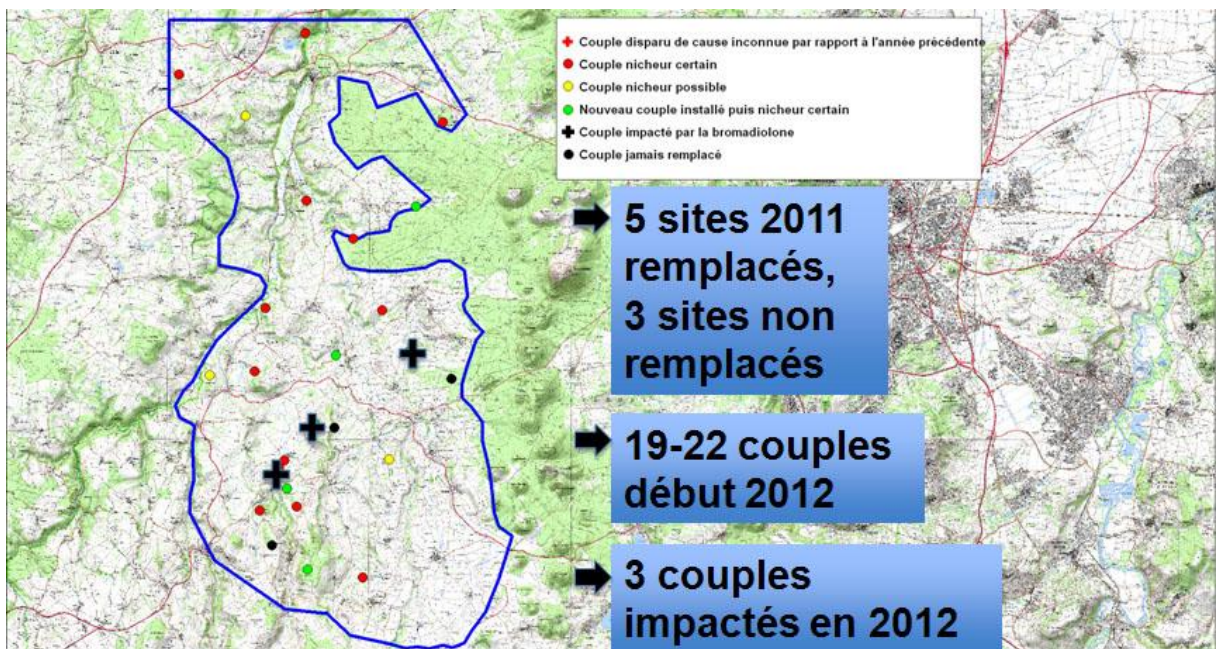 Couple disparu de cause inconnue par rapport à l'année précédente
Couple nicheur certain
Couple nicheur possible
Nouveau couple installé puis nicheur certain
Couple impacté par la bromadiolone
Couple jamais remplacé
5 sites 2011
remplacés,
3 sites non
remplacés
19-22 couples
début 2012
3 couples
impactés en 2012